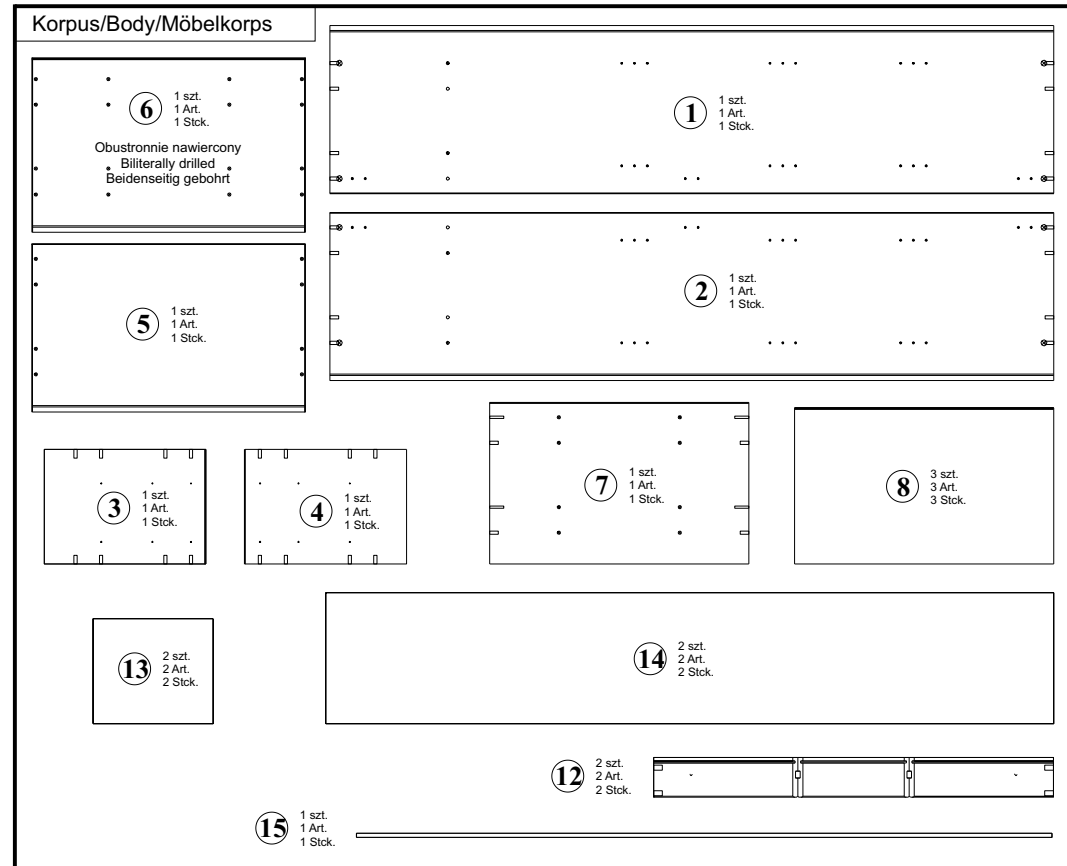 Korpus/Body/Möbelkorps
6
1 szt.
1 Art.
1 Stck.
Obustronnie nawiercony
Biliterally drilled
Beidenseitig gebohrt
1
1 szt.
1 Art.
1 Stck.
2
1 szt.
1 Art.
1 Stck.
5
1 szt.
1 Art.
1 Stck.
3
1 szt.
1 Art.
1 Stck.
4
1 szt.
1 Art.
1 Stck.
7
1 szt.
1 Art.
1 Stck.
8
3 szt.
3 Art.
3 Stck.
13
2 szt.
2 Art.
2 Stck.
14
2 szt.
2 Art.
2 Stck.
12
2 szt.
2 Art.
2 Stck.
15
1 szt.
1 Art.
1 Stck.